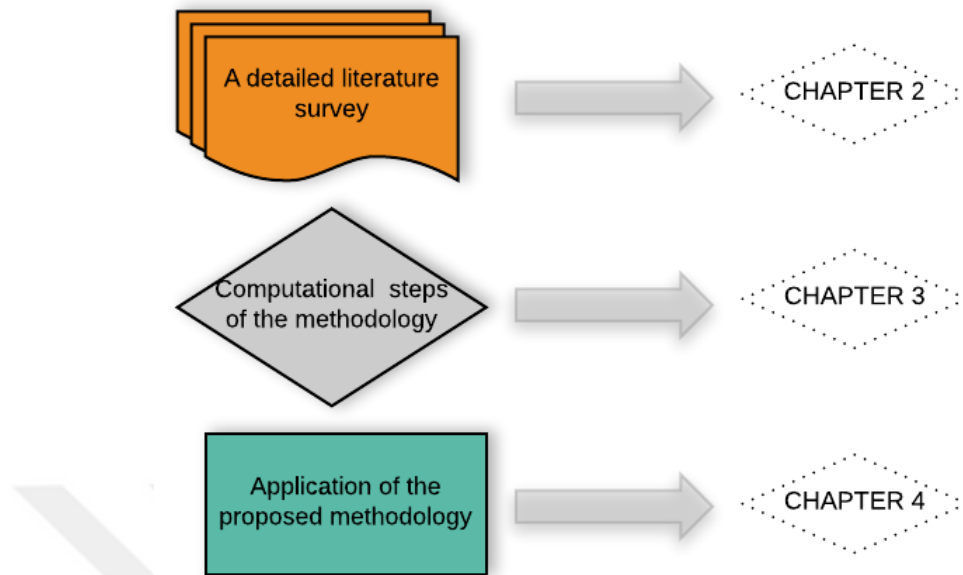 A detailed literature
survey
CHAPTER 2
Computational steps
of the methodology
CHAPTER 3
Application of the
proposed methodology
CHAPTER 4